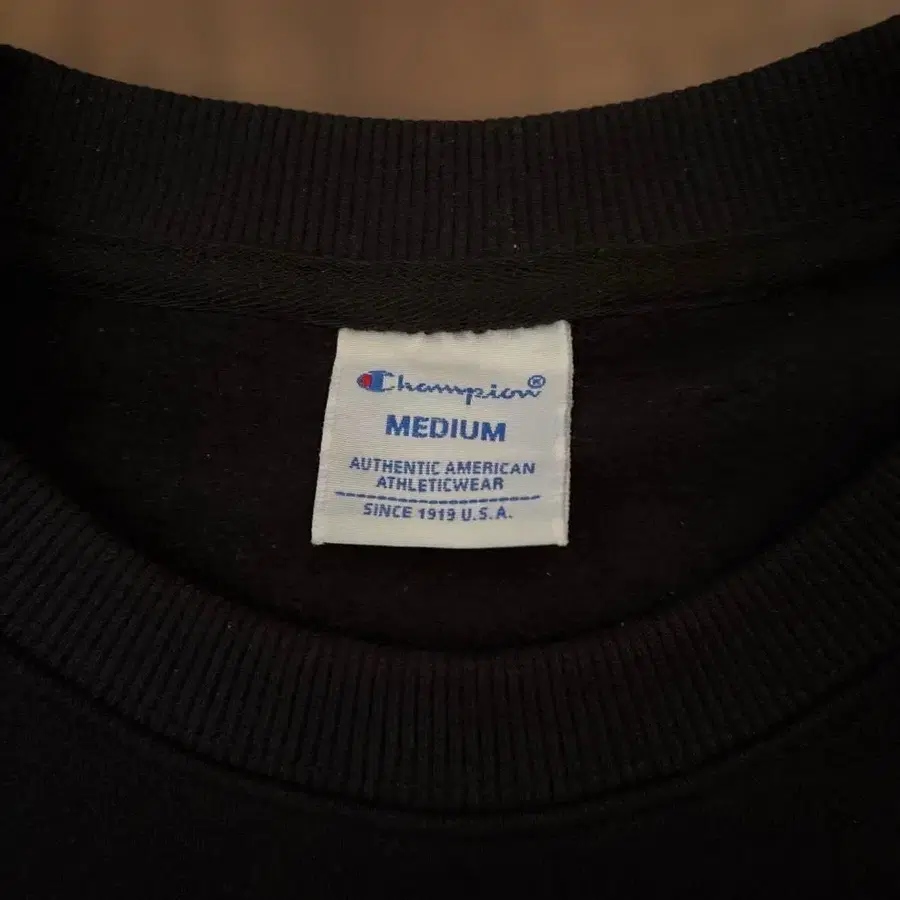 Champion®
MEDIUM
AUTHENTIC AMERICAN
ATHLETICWEAR
SINCE 1919 U.S.A.